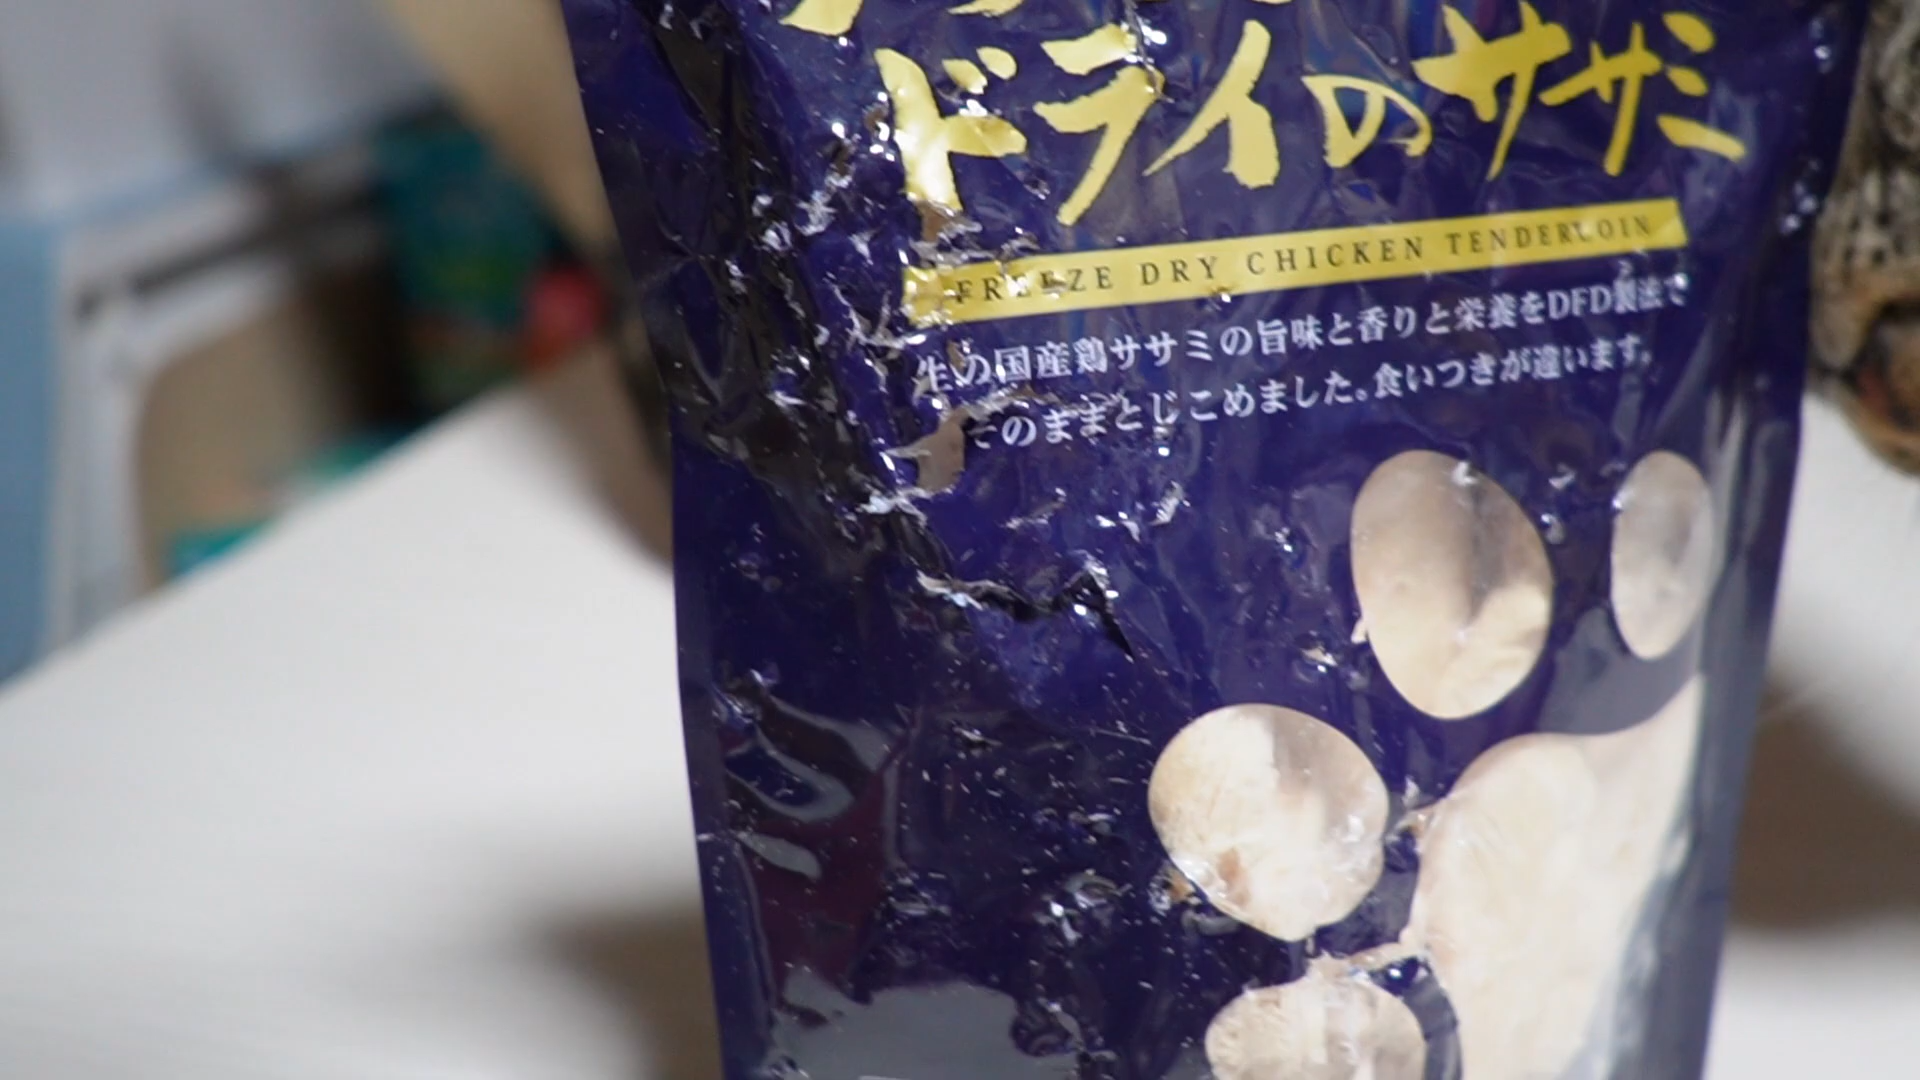 ドライのササミ
FREEZE DRY CHICKEN TENDERLOIN
生の国産鶏ササミの旨味と香りと栄養をDFD製法で
そのままとじこめました。食いつきが違います。